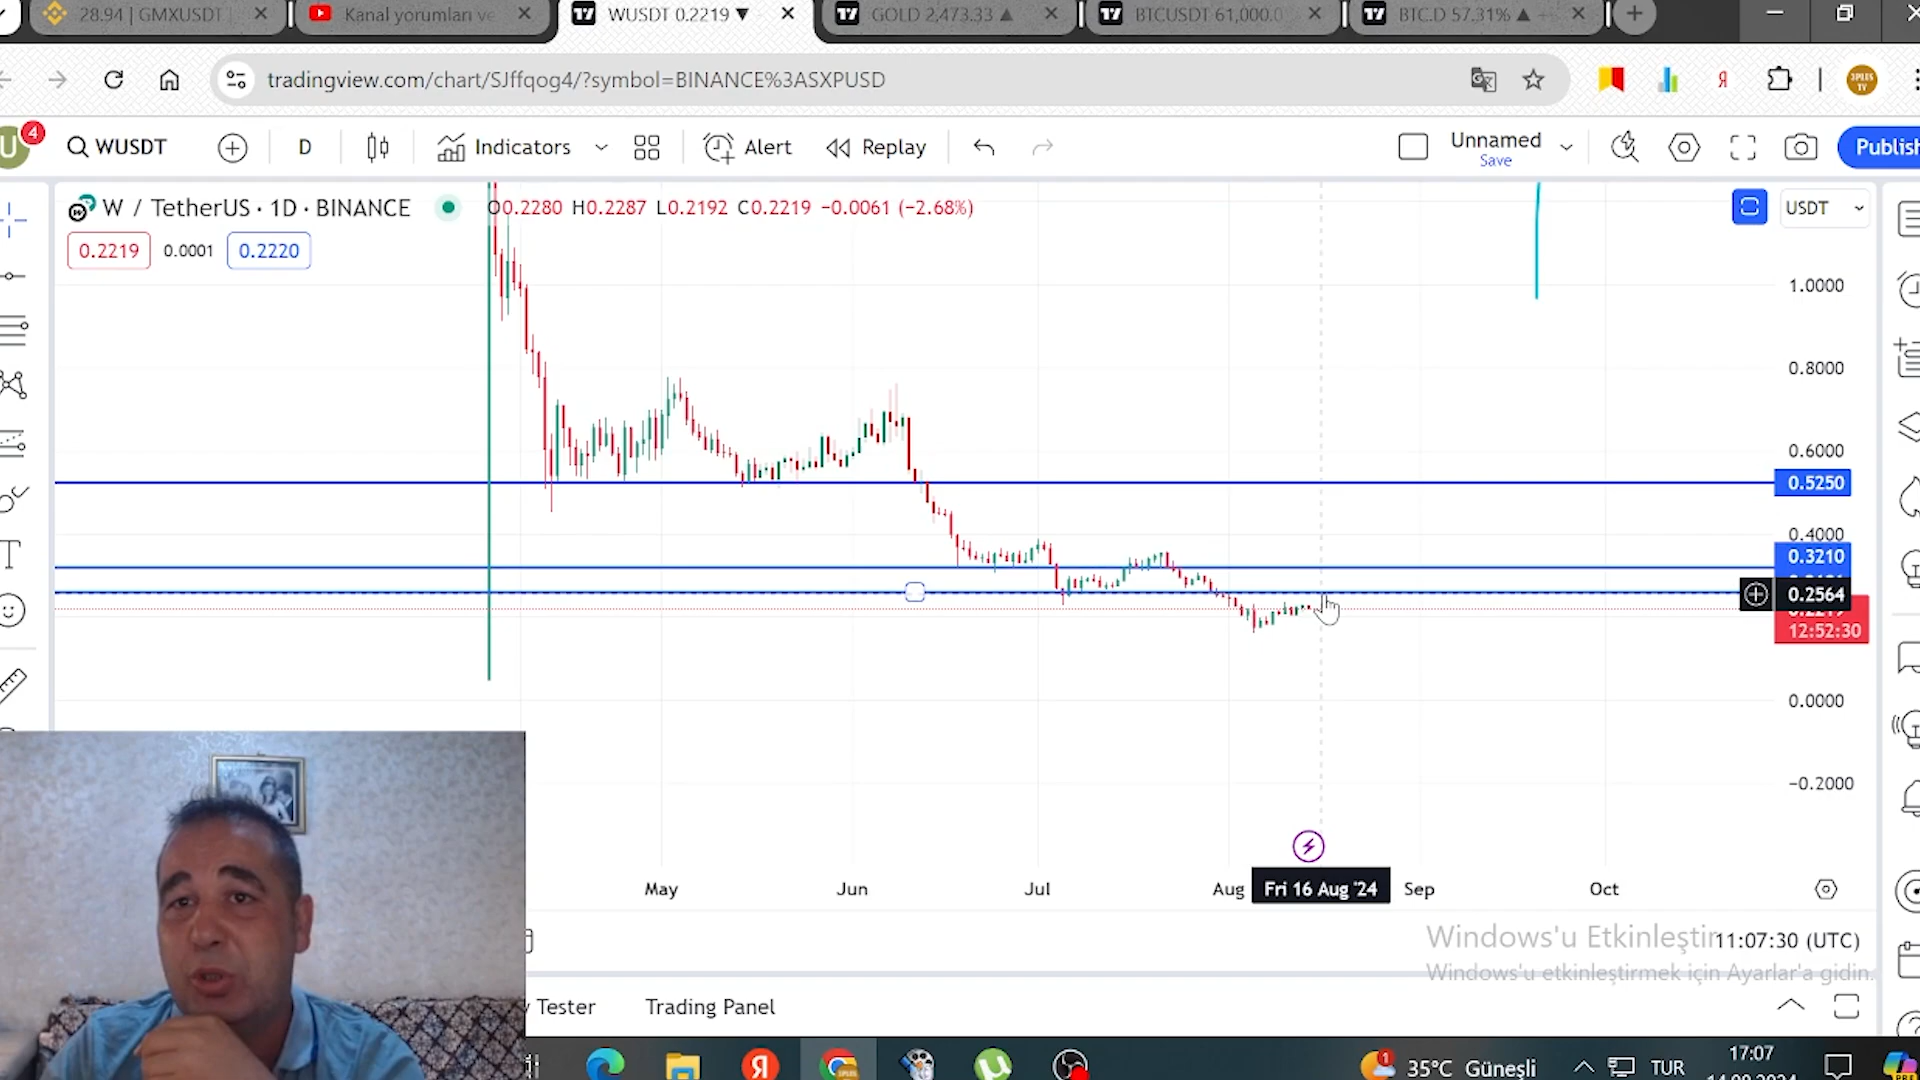 28.94 | GMXUSDT
Kanal yorumları ve
WUSDT 0.2219 ▼
GOLD 2,473.33 ▲
BTCUSDT 61,000.0
BTC.D 57.31% ▲
tradingview.com/chart/SJffqog4/?symbol=BINANCE%3ASXPUSD
3PLUS TV
U
4
WUSDT
D
Indicators
Alert
Replay
Unnamed
Save
Publish
W / TetherUS · 1D · BINANCE
O0.2280 H0.2287 L0.2192 C0.2219 −0.0061 (−2.68%)
USDT
0.2219
0.0001
0.2220
1.0000
0.8000
0.6000
0.5250
0.4000
0.3210
0.2564
12:52:30
0.0000
−0.2000
May
Jun
Jul
Aug
Fri 16 Aug '24
Sep
Oct
Windows'u Etkinleştir
11:07:30 (UTC)
Windows'u etkinleştirmek için Ayarlar'a gidin.
Tester
Trading Panel
1
35°C Güneşli
TUR
17:07